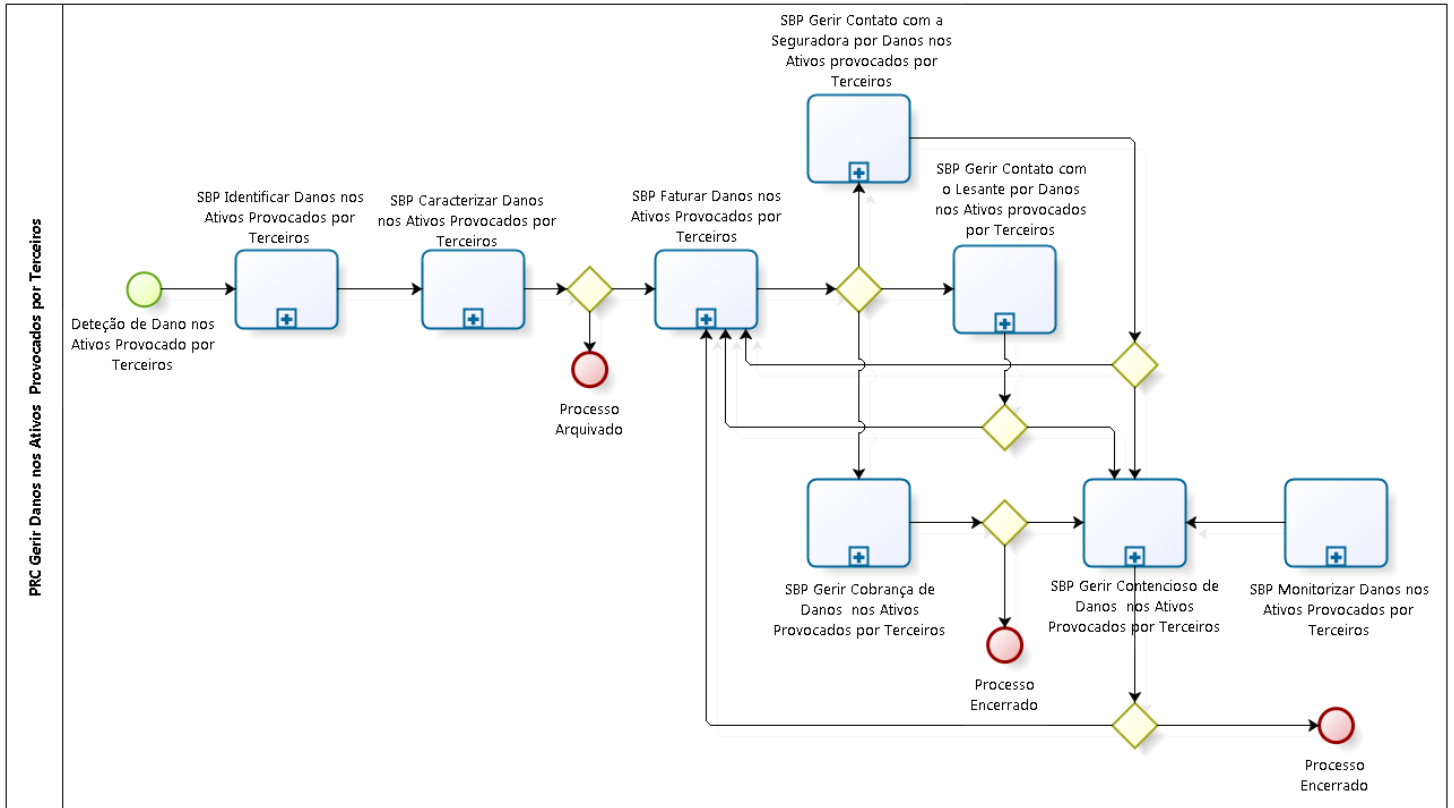 PRC Gerir Danos nos Ativos Provocados por Terceiros
SBP Gerir Contato com a
Seguradora por Danos nos
Ativos provocados por
Terceiros
SBP Identificar Danos nos
Ativos Provocados por
Terceiros
SBP Caracterizar Danos
nos Ativos Provocados por
Terceiros
SBP Faturar Danos nos
Ativos Provocados por
Terceiros
SBP Gerir Contato com
o Lesante por Danos
nos Ativos provocados
por Terceiros
Deteção de Dano nos
Ativos Provocado por
Terceiros
Processo
Arquivado
SBP Gerir Cobrança de
Danos nos Ativos
Provocados por Terceiros
SBP Gerir Contencioso de
Danos nos Ativos
Provocados por Terceiros
SBP Monitorizar Danos nos
Ativos Provocados por
Terceiros
Processo
Encerrado
Processo
Encerrado